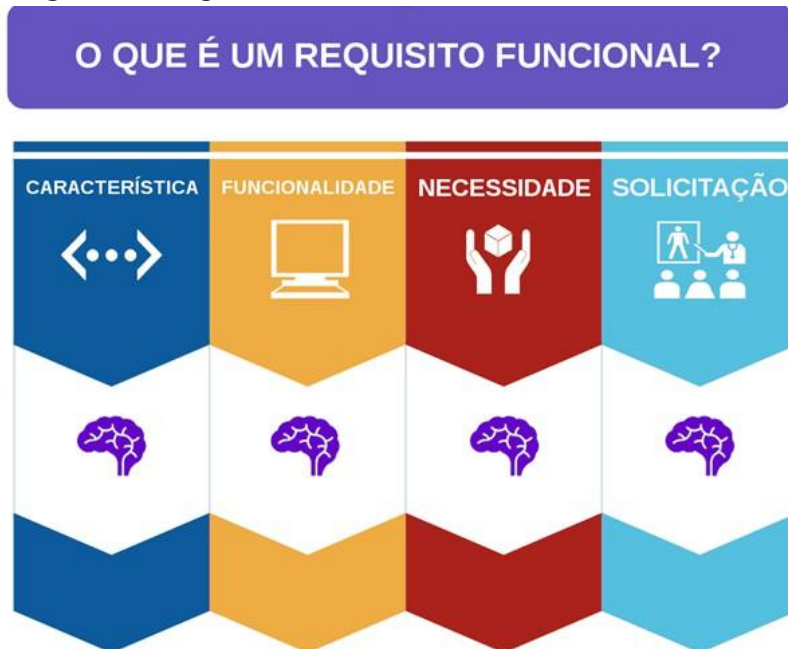 O QUE É UM REQUISITO FUNCIONAL?
CARACTERÍSTICA
FUNCIONALIDADE
NECESSIDADE
SOLICITAÇÃO